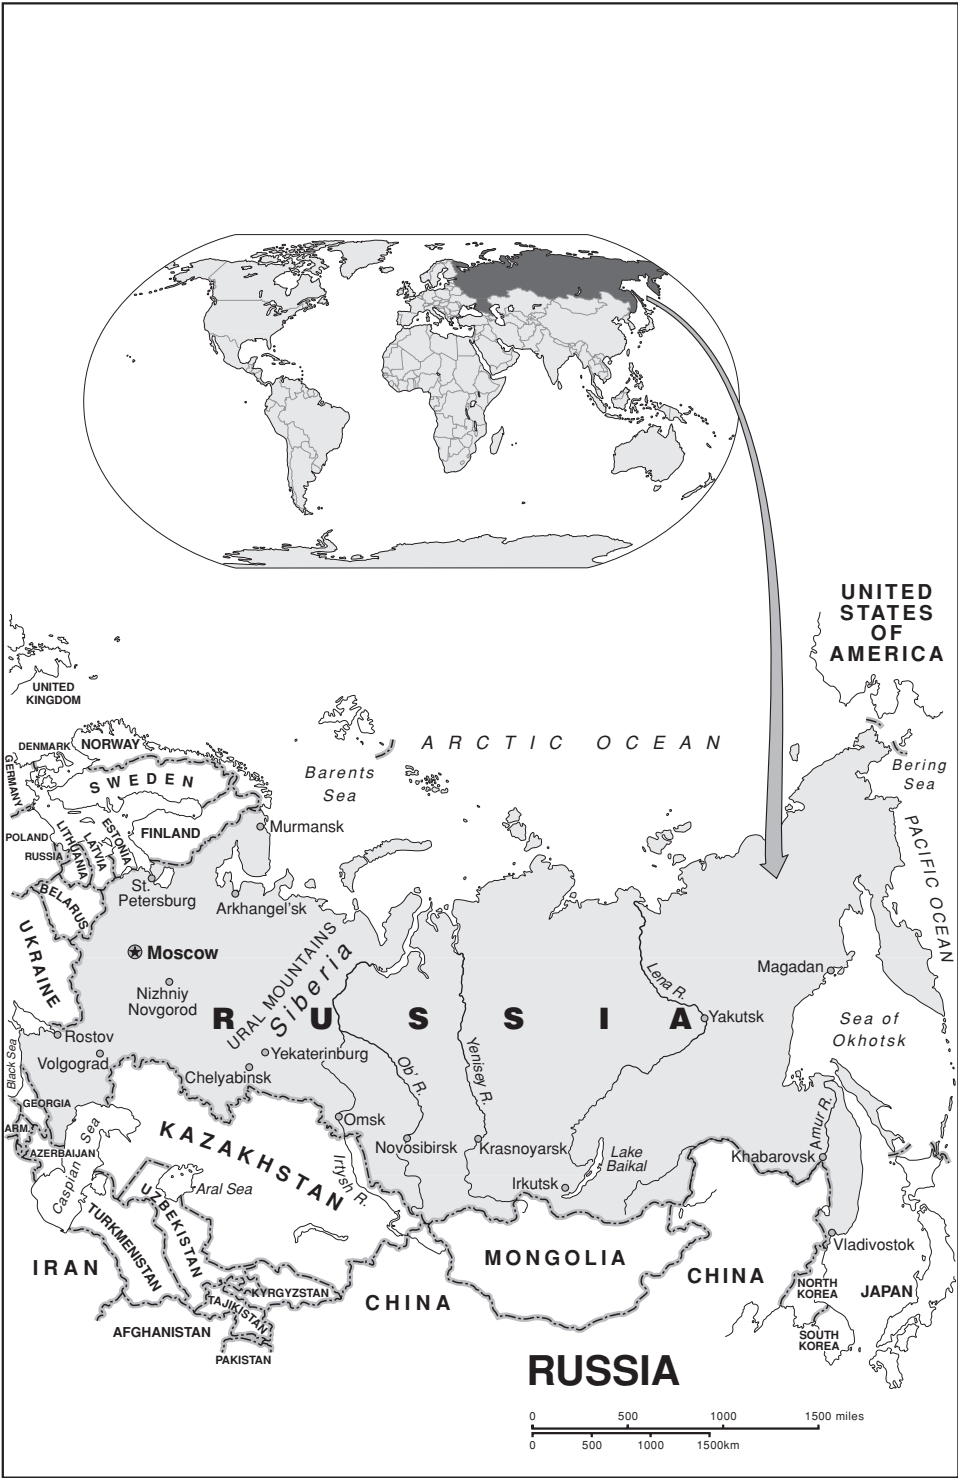 UNITED
STATES
OF
AMERICA
UNITED
KINGDOM
DENMARK
NORWAY
ARCTIC OCEAN
GERMANY
SWEDEN
Barents
Sea
Bering
Sea
POLAND
LITHUANIA
LATVIA
ESTONIA
FINLAND
Murmansk
PACIFIC OCEAN
RUSSIA
BELARUS
St.
Petersburg
Arkhangel'sk
UKRAINE
Moscow
URAL MOUNTAINS
Siberia
Lena R.
Magadan
Nizhniy
Novgorod
RUSSIA
Yakutsk
Sea of
Okhotsk
Rostov
Black Sea
Volgograd
Yekaterinburg
Chelyabinsk
Ob' R.
Yenisey R.
GEORGIA
Omsk
Amur R.
ARM.
AZERBAIJAN
Caspian Sea
KAZAKHSTAN
Novosibirsk
Krasnoyarsk
Lake
Baikal
Khabarovsk
Irtysh R.
Irkutsk
Aral Sea
UZBEKISTAN
TURKMENISTAN
Vladivostok
IRAN
MONGOLIA
CHINA
NORTH
KOREA
JAPAN
KYRGYZSTAN
TAJIKISTAN
CHINA
AFGHANISTAN
SOUTH
KOREA
PAKISTAN
RUSSIA
0 500 1000 1500 miles
0 500 1000 1500km